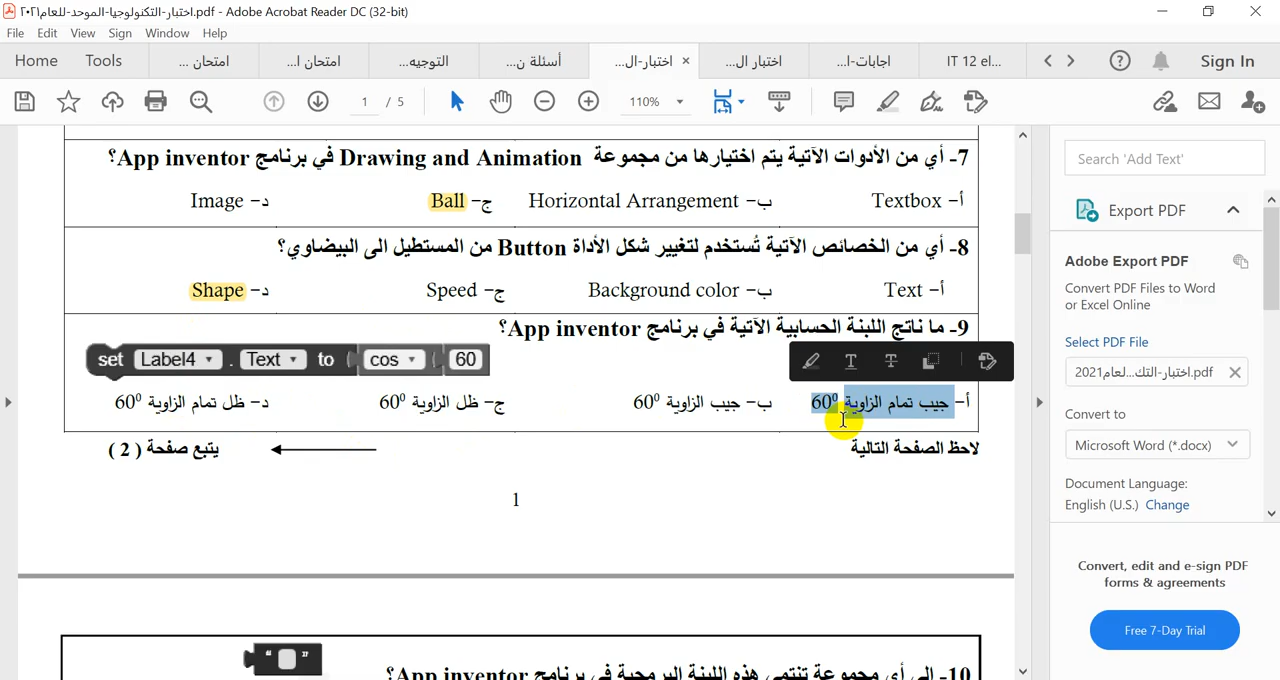 اختبار-التكنولوجيا-الموحد-للعام٢٠٢١.pdf - Adobe Acrobat Reader DC (32-bit)
File Edit View Sign Window Help
Home Tools امتحان ... امتحان ا... التوجيه... أسئلة ن... اختبار-ال... اختبار ال... اجابات-ا... IT 12 el... Sign In
1 / 5 110%
7- أي من الأدوات الآتية يتم اختيارها من مجموعة Drawing and Animation في برنامج App inventor؟
أ- Textbox ب- Horizontal Arrangement ج- Ball د- Image
8- أي من الخصائص الآتية تُستخدم لتغيير شكل الأداة Button من المستطيل الى البيضاوي؟
أ- Text ب- Background color ج- Speed د- Shape
9- ما ناتج اللبنة الحسابية الآتية في برنامج App inventor؟
set Label4 . Text to cos 60
أ- جيب تمام الزاوية 60⁰ ب- جيب الزاوية 60⁰ ج- ظل الزاوية 60⁰ د- ظل تمام الزاوية 60⁰
لاحظ الصفحة التالية يتبع صفحة ( 2 )
1
10- إلى أي مجموعة تنتمي هذه اللبنة البرمجية في برنامج App inventor؟
" "
Search 'Add Text'
Export PDF
Adobe Export PDF
Convert PDF Files to Word
or Excel Online
Select PDF File
اختبار-التك...لعام2021.pdf
Convert to
Microsoft Word (*.docx)
Document Language:
English (U.S.) Change
Convert, edit and e-sign PDF
forms & agreements
Free 7-Day Trial